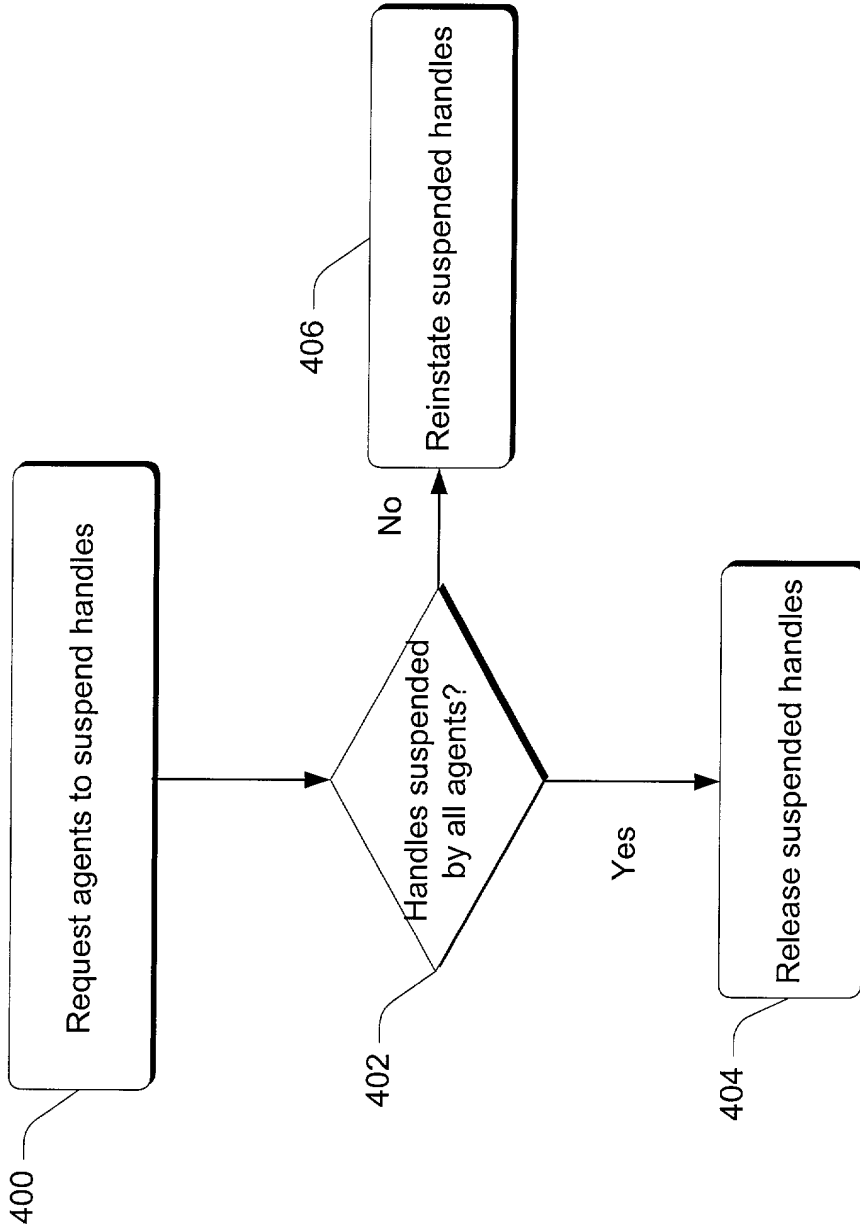 400
Request agents to suspend handles
402
Handles suspended
by all agents?
No
406
Reinstate suspended handles
Yes
404
Release suspended handles